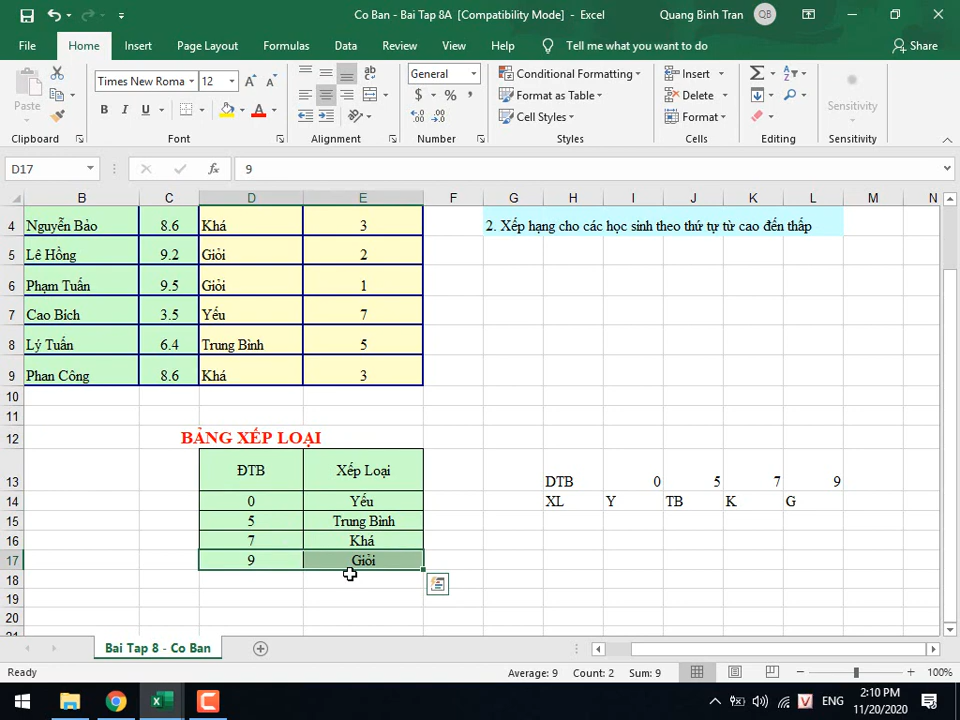 Co Ban - Bai Tap 8A [Compatibility Mode] - Excel
Quang Binh Tran
QB
File Home Insert Page Layout Formulas Data Review View Help Tell me what you want to do Share
Paste
Clipboard
Times New Roma 12
B I U
Font
Alignment
General
$ % ,
Number
Conditional Formatting
Format as Table
Cell Styles
Styles
Insert
Delete
Format
Cells
Editing
Sensitivity
Sensitivity
D17 fx 9
B C D E F G H I J K L M N
4 Nguyễn Bảo 8.6 Khá 3 2. Xếp hạng cho các học sinh theo thứ tự từ cao đến thấp
5 Lê Hồng 9.2 Giỏi 2
6 Phạm Tuấn 9.5 Giỏi 1
7 Cao Bích 3.5 Yếu 7
8 Lý Tuấn 6.4 Trung Bình 5
9 Phan Công 8.6 Khá 3
10
11
12 BẢNG XẾP LOẠI
13 ĐTB Xếp Loại DTB 0 5 7 9
14 0 Yếu XL Y TB K G
15 5 Trung Bình
16 7 Khá
17 9 Giỏi
18
19
20
21
Bai Tap 8 - Co Ban
Ready Average: 9 Count: 2 Sum: 9 100%
ENG
2:10 PM
11/20/2020